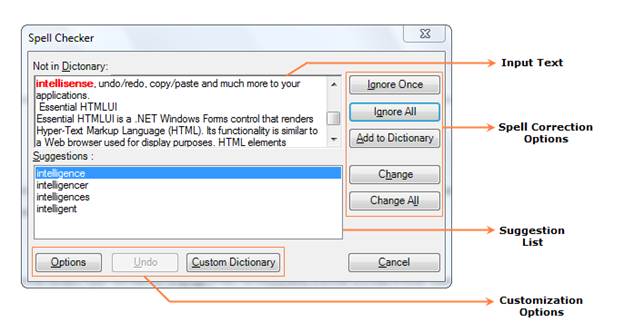 Spell Checker
Not in Dictonary:
intellisense, undo/redo, copy/paste and much more to your
applications.
Essential HTMLUI
Essential HTMLUI is a .NET Windows Forms control that renders
Hyper-Text Markup Language (HTML). Its functionality is similar to
a Web browser used for display purposes. HTML elements
Suggestions :
intelligence
intelligencer
intelligences
intelligent
Ignore Once
Ignore All
Add to Dictionary
Change
Change All
Options
Undo
Custom Dictionary
Cancel
Input Text
Spell Correction
Options
Suggestion
List
Customization
Options